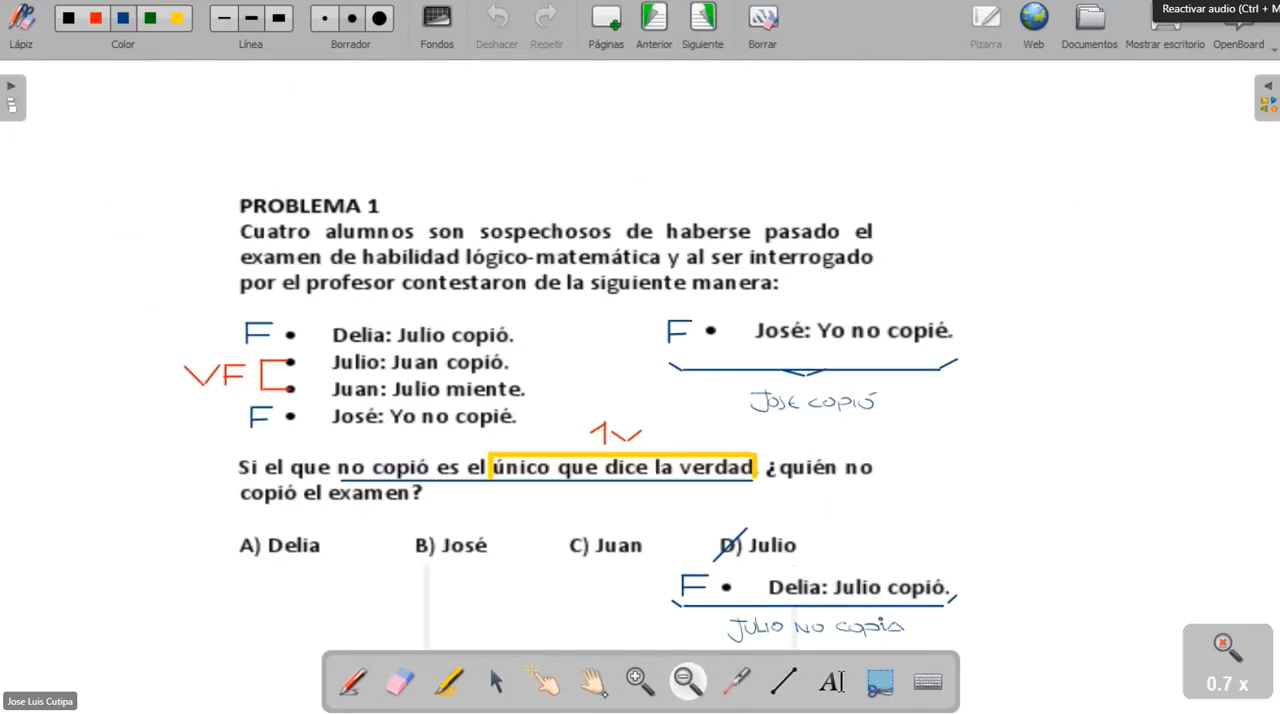 Reactivar audio (Ctrl + M
Lápiz
Color
Línea
Borrador
Fondos
Deshacer
Repetir
Páginas
Anterior
Siguiente
Borrar
Pizarra
Web
Documentos
Mostrar escritorio
OpenBoard
PROBLEMA 1
Cuatro alumnos son sospechosos de haberse pasado el
examen de habilidad lógico-matemática y al ser interrogado
por el profesor contestaron de la siguiente manera:
F • Delia: Julio copió.
• Julio: Juan copió.
VF
• Juan: Julio miente.
F • José: Yo no copié.
F • José: Yo no copié.
JOSE COPIÓ
1V
Si el que no copió es el único que dice la verdad ¿quién no
copió el examen?
A) Delia B) José C) Juan D) Julio
F • Delia: Julio copió.
JULIO NO COPIA
AI
0.7 x
Jose Luis Cutipa